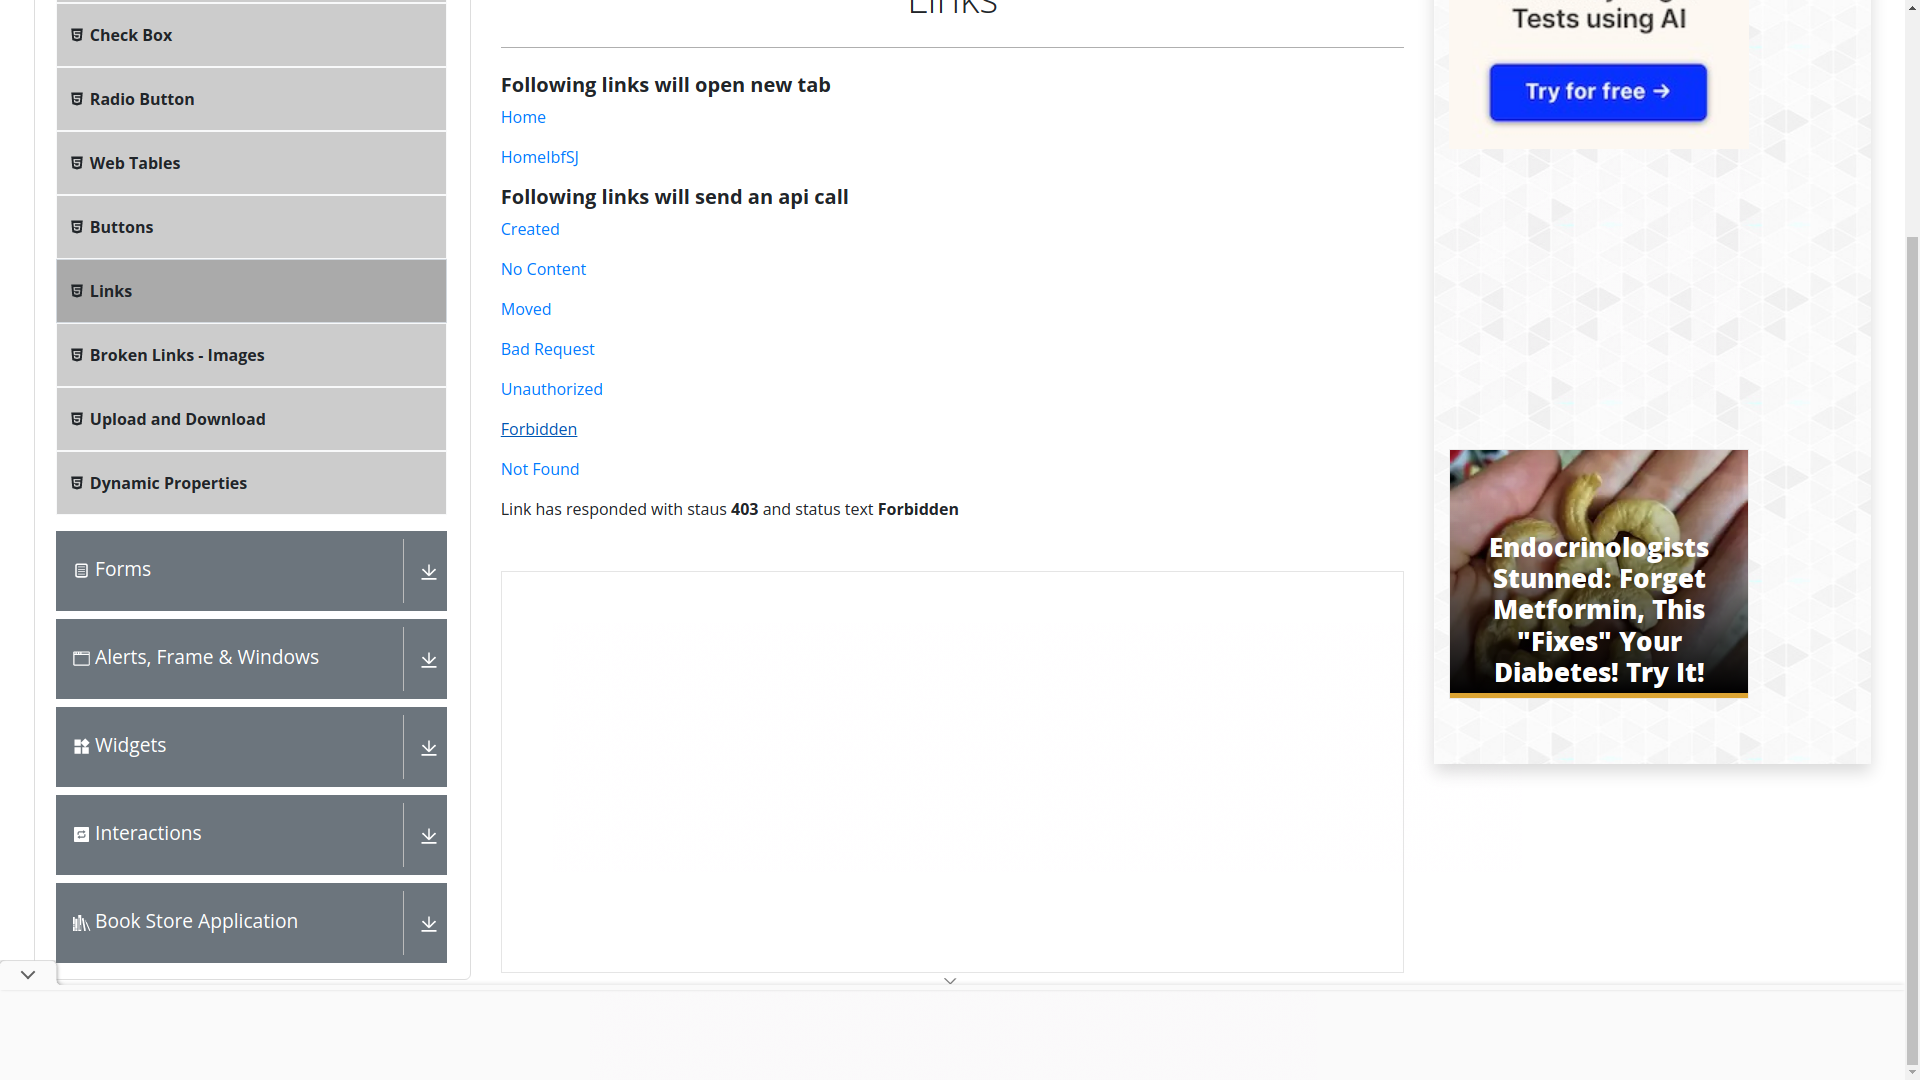 Check Box
Radio Button
Web Tables
Buttons
Links
Broken Links - Images
Upload and Download
Dynamic Properties
Forms
Alerts, Frame & Windows
Widgets
Interactions
Book Store Application
Links
Following links will open new tab
Home
HomeIbfSJ
Following links will send an api call
Created
No Content
Moved
Bad Request
Unauthorized
Forbidden
Not Found
Link has responded with staus 403 and status text Forbidden
Tests using AI
Try for free →
Endocrinologists
Stunned: Forget
Metformin, This
"Fixes" Your
Diabetes! Try It!